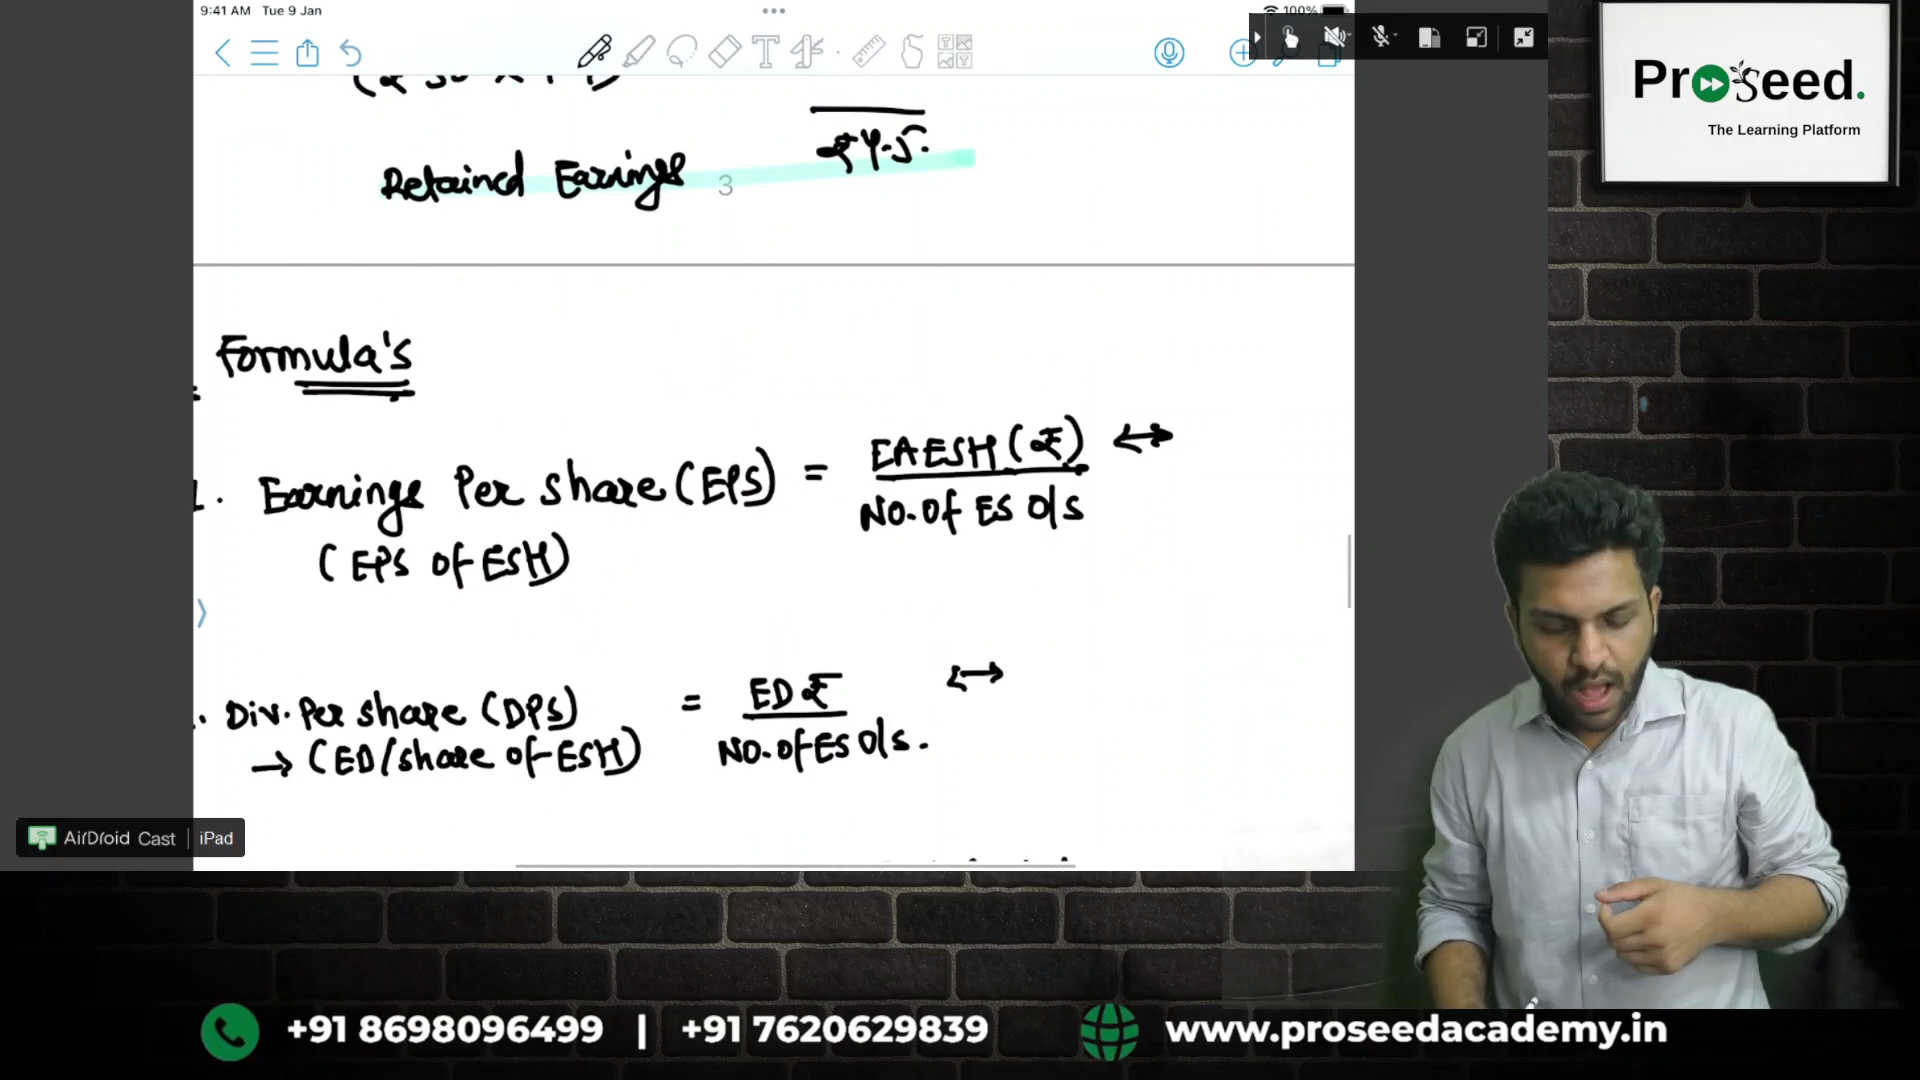 9:41 AM Tue 9 Jan
100%
Proseed.
The Learning Platform
₹ 4.5.
Retained Earnings
3
Formula's
1. Earnings Per share (EPS) = EAESH (₹) ↔
No. of ES O/s
(EPS of ESH)
. Div. Per share (DPS) = ED ₹ ↔
→ (ED/share of ESH) No. of ES O/s.
AirDroid Cast | iPad
+91 8698096499 | +91 7620629839
www.proseedacademy.in